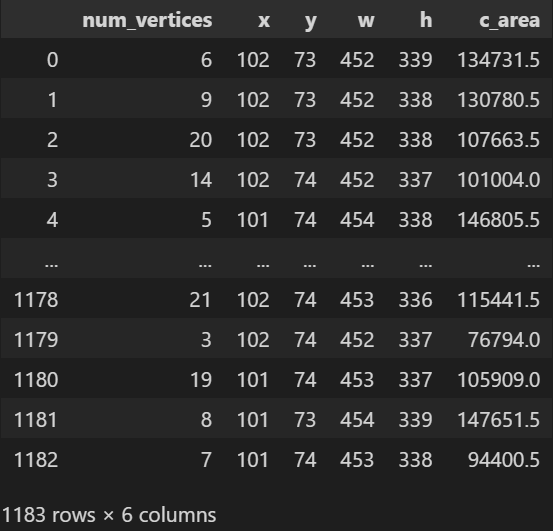 num_vertices x y w h c_area
0 6 102 73 452 339 134731.5
1 9 102 73 452 338 130780.5
2 20 102 73 452 338 107663.5
3 14 102 74 452 337 101004.0
4 5 101 74 454 338 146805.5
... ... ... ... ... ... ...
1178 21 102 74 453 336 115441.5
1179 3 102 74 452 337 76794.0
1180 19 101 74 453 337 105909.0
1181 8 101 73 454 339 147651.5
1182 7 101 74 453 338 94400.5
1183 rows × 6 columns